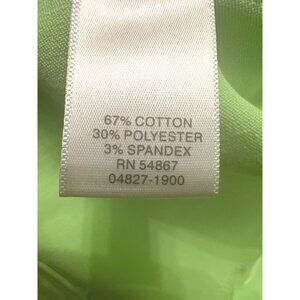 67% COTTON
30% POLYESTER
3% SPANDEX
RN 54867
04827-1900